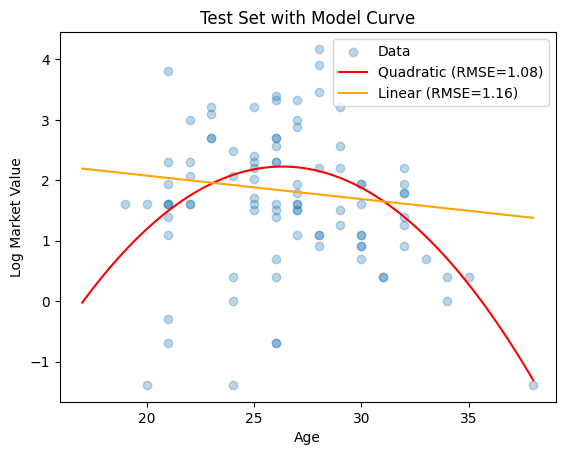 Test Set with Model Curve
Data
Quadratic (RMSE=1.08)
Linear (RMSE=1.16)
Log Market Value
4
3
2
1
0
−1
20
25
30
35
Age